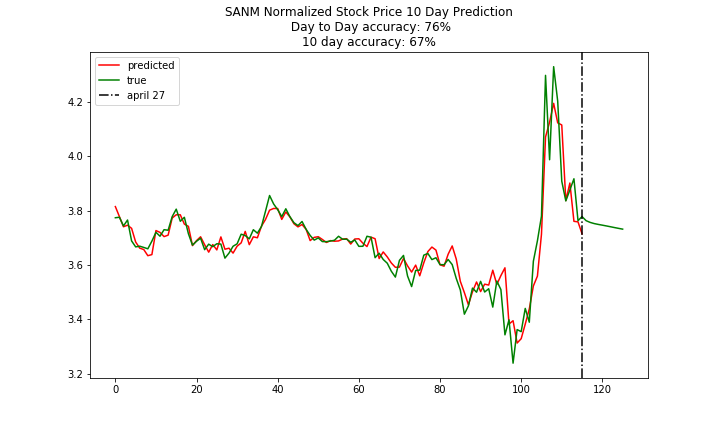 SANM Normalized Stock Price 10 Day Prediction
Day to Day accuracy: 76%
10 day accuracy: 67%
predicted
true
april 27
4.2
4.0
3.8
3.6
3.4
3.2
0 20 40 60 80 100 120